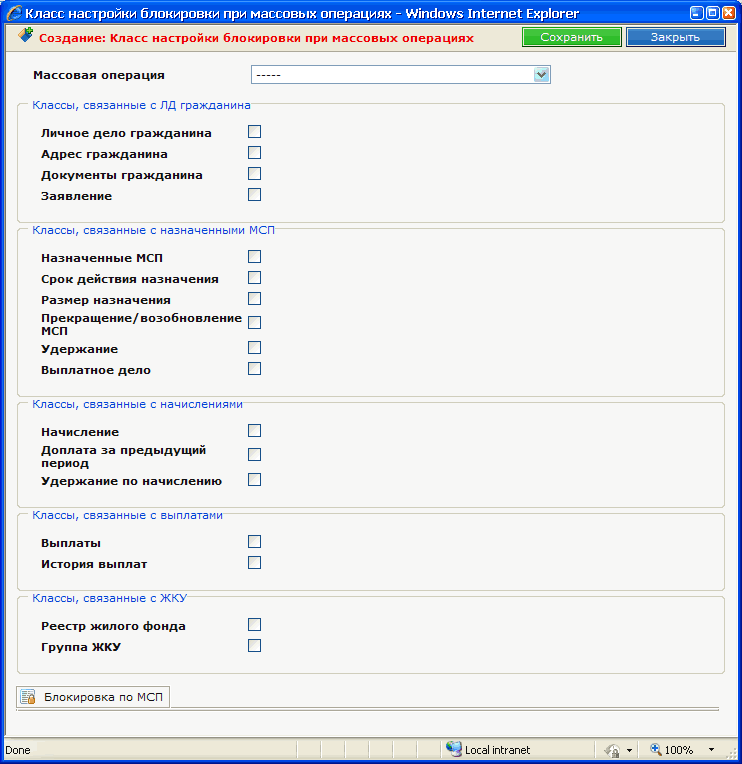 Класс настройки блокировки при массовых операциях - Windows Internet Explorer
Создание: Класс настройки блокировки при массовых операциях
Сохранить
Закрыть
Массовая операция
-----
Классы, связанные с ЛД гражданина
Личное дело гражданина
Адрес гражданина
Документы гражданина
Заявление
Классы, связанные с назначенными МСП
Назначенные МСП
Срок действия назначения
Размер назначения
Прекращение/возобновление
МСП
Удержание
Выплатное дело
Классы, связанные с начислениями
Начисление
Доплата за предыдущий
период
Удержание по начислению
Классы, связанные с выплатами
Выплаты
История выплат
Классы, связанные с ЖКУ
Реестр жилого фонда
Группа ЖКУ
Блокировка по МСП
Done
Local intranet
100%